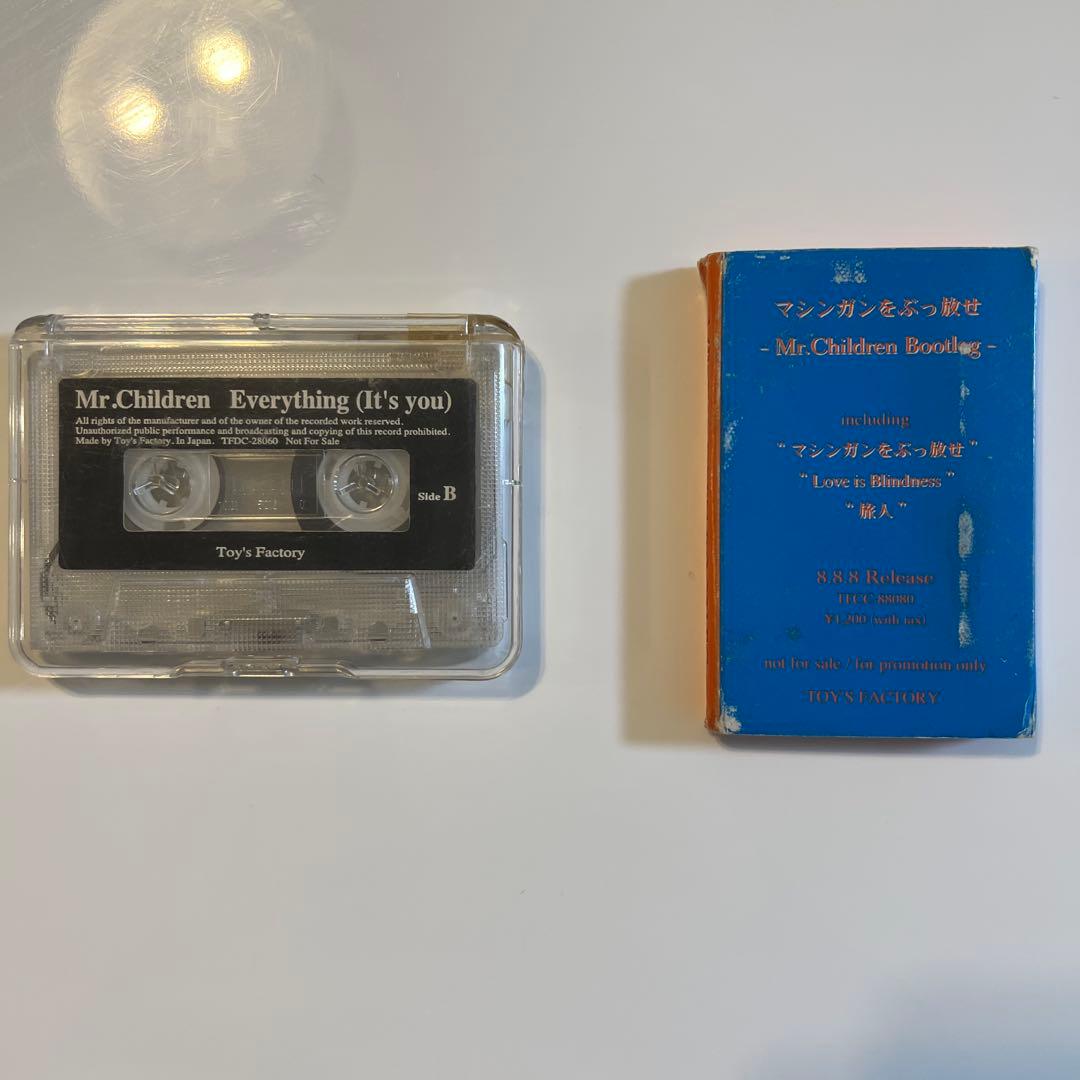 Mr.Children Everything (It's you)
All rights of the manufacturer and of the owner of the recorded work reserved.
Unauthorized public performance and broadcasting and copying of this record prohibited.
Made by Toy's Factory. In Japan. TFDC-28060 Not For Sale
Side B
Toy's Factory
マシンガンをぶっ放せ
- Mr.Children Bootleg -
including
"マシンガンをぶっ放せ"
"Love is Blindness"
"旅人"
8.8.8 Release
TFCC-88080
¥1,200 (with tax)
not for sale / for promotion only
TOY'S FACTORY